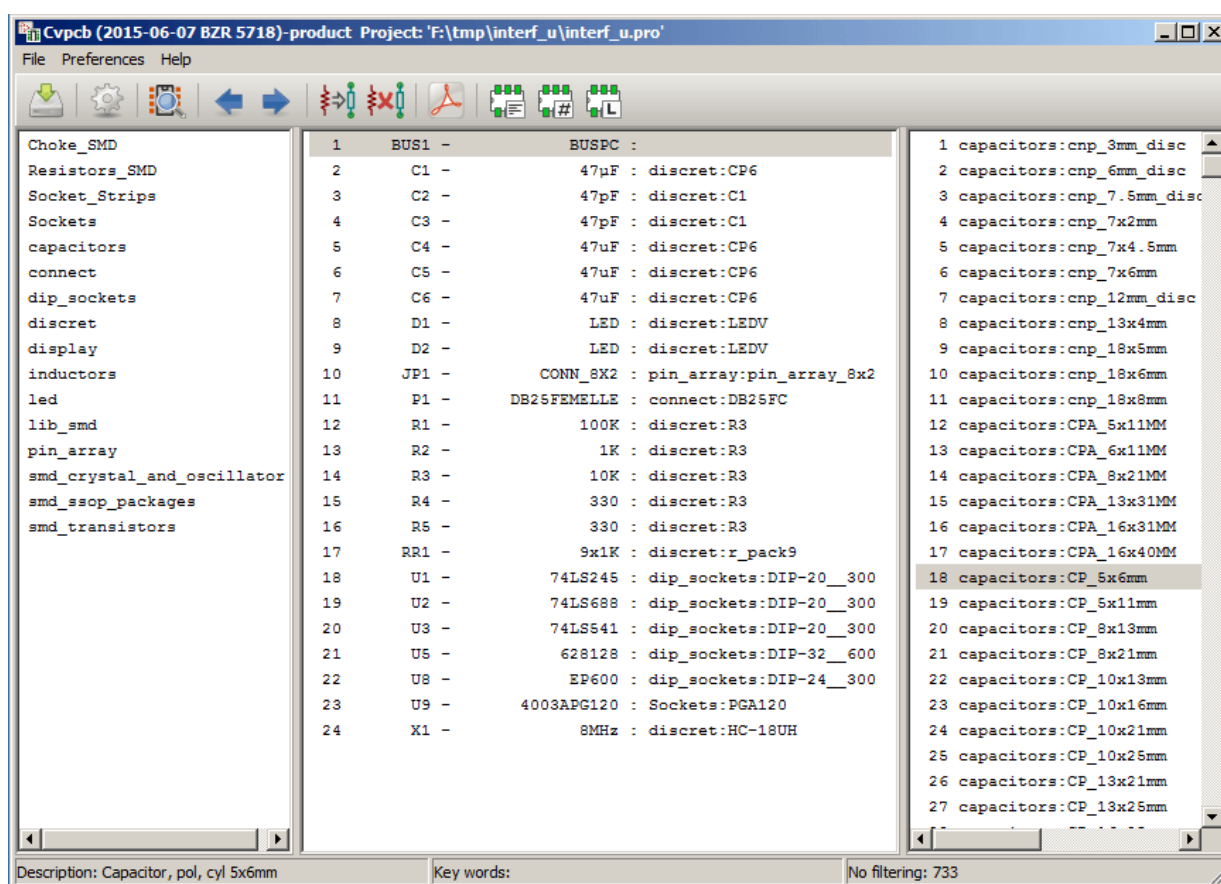 Cvpcb (2015-06-07 BZR 5718)-product Project: 'F:\tmp\interf_u\interf_u.pro'
File Preferences Help
Choke_SMD
Resistors_SMD
Socket_Strips
Sockets
capacitors
connect
dip_sockets
discret
display
inductors
led
lib_smd
pin_array
smd_crystal_and_oscillator
smd_ssop_packages
smd_transistors
1 BUS1 - BUSPC :
2 C1 - 47µF : discret:CP6
3 C2 - 47pF : discret:C1
4 C3 - 47pF : discret:C1
5 C4 - 47uF : discret:CP6
6 C5 - 47uF : discret:CP6
7 C6 - 47uF : discret:CP6
8 D1 - LED : discret:LEDV
9 D2 - LED : discret:LEDV
10 JP1 - CONN_8X2 : pin_array:pin_array_8x2
11 P1 - DB25FEMELLE : connect:DB25FC
12 R1 - 100K : discret:R3
13 R2 - 1K : discret:R3
14 R3 - 10K : discret:R3
15 R4 - 330 : discret:R3
16 R5 - 330 : discret:R3
17 RR1 - 9x1K : discret:r_pack9
18 U1 - 74LS245 : dip_sockets:DIP-20__300
19 U2 - 74LS688 : dip_sockets:DIP-20__300
20 U3 - 74LS541 : dip_sockets:DIP-20__300
21 U5 - 628128 : dip_sockets:DIP-32__600
22 U8 - EP600 : dip_sockets:DIP-24__300
23 U9 - 4003APG120 : Sockets:PGA120
24 X1 - 8MHz : discret:HC-18UH
1 capacitors:cnp_3mm_disc
2 capacitors:cnp_6mm_disc
3 capacitors:cnp_7.5mm_disc
4 capacitors:cnp_7x2mm
5 capacitors:cnp_7x4.5mm
6 capacitors:cnp_7x6mm
7 capacitors:cnp_12mm_disc
8 capacitors:cnp_13x4mm
9 capacitors:cnp_18x5mm
10 capacitors:cnp_18x6mm
11 capacitors:cnp_18x8mm
12 capacitors:CPA_5x11MM
13 capacitors:CPA_6x11MM
14 capacitors:CPA_8x21MM
15 capacitors:CPA_13x31MM
16 capacitors:CPA_16x31MM
17 capacitors:CPA_16x40MM
18 capacitors:CP_5x6mm
19 capacitors:CP_5x11mm
20 capacitors:CP_8x13mm
21 capacitors:CP_8x21mm
22 capacitors:CP_10x13mm
23 capacitors:CP_10x16mm
24 capacitors:CP_10x21mm
25 capacitors:CP_10x25mm
26 capacitors:CP_13x21mm
27 capacitors:CP_13x25mm
Description: Capacitor, pol, cyl 5x6mm
Key words:
No filtering: 733